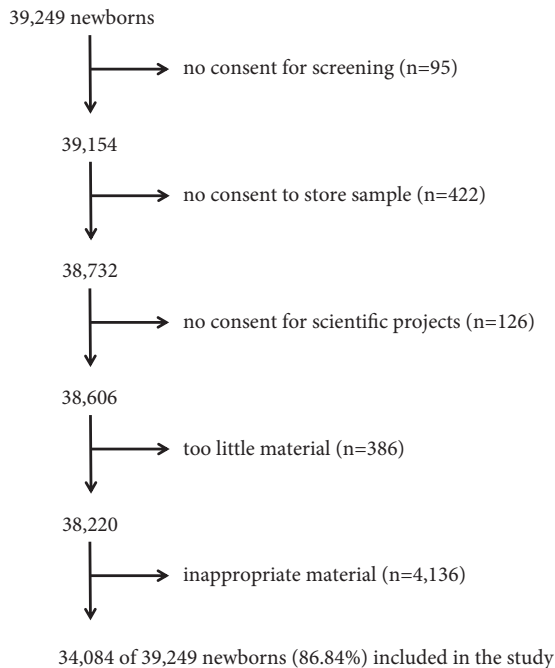 39,249 newborns
no consent for screening (n=95)
39,154
no consent to store sample (n=422)
38,732
no consent for scientific projects (n=126)
38,606
too little material (n=386)
38,220
inappropriate material (n=4,136)
34,084 of 39,249 newborns (86.84%) included in the study